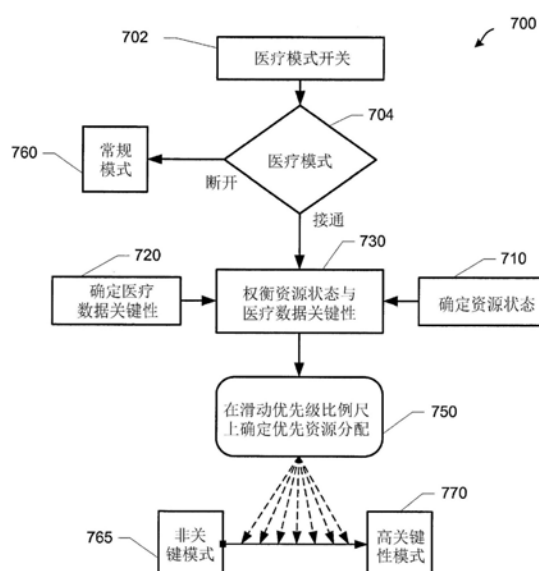 700
702
医疗模式开关
704
医疗模式
760
常规
模式
断开
接通
720
730
710
确定医疗
数据关键性
权衡资源状态与
医疗数据关键性
确定资源状态
在滑动优先级比例尺
上确定优先资源分配
750
770
765
非关
键模式
高关键
性模式